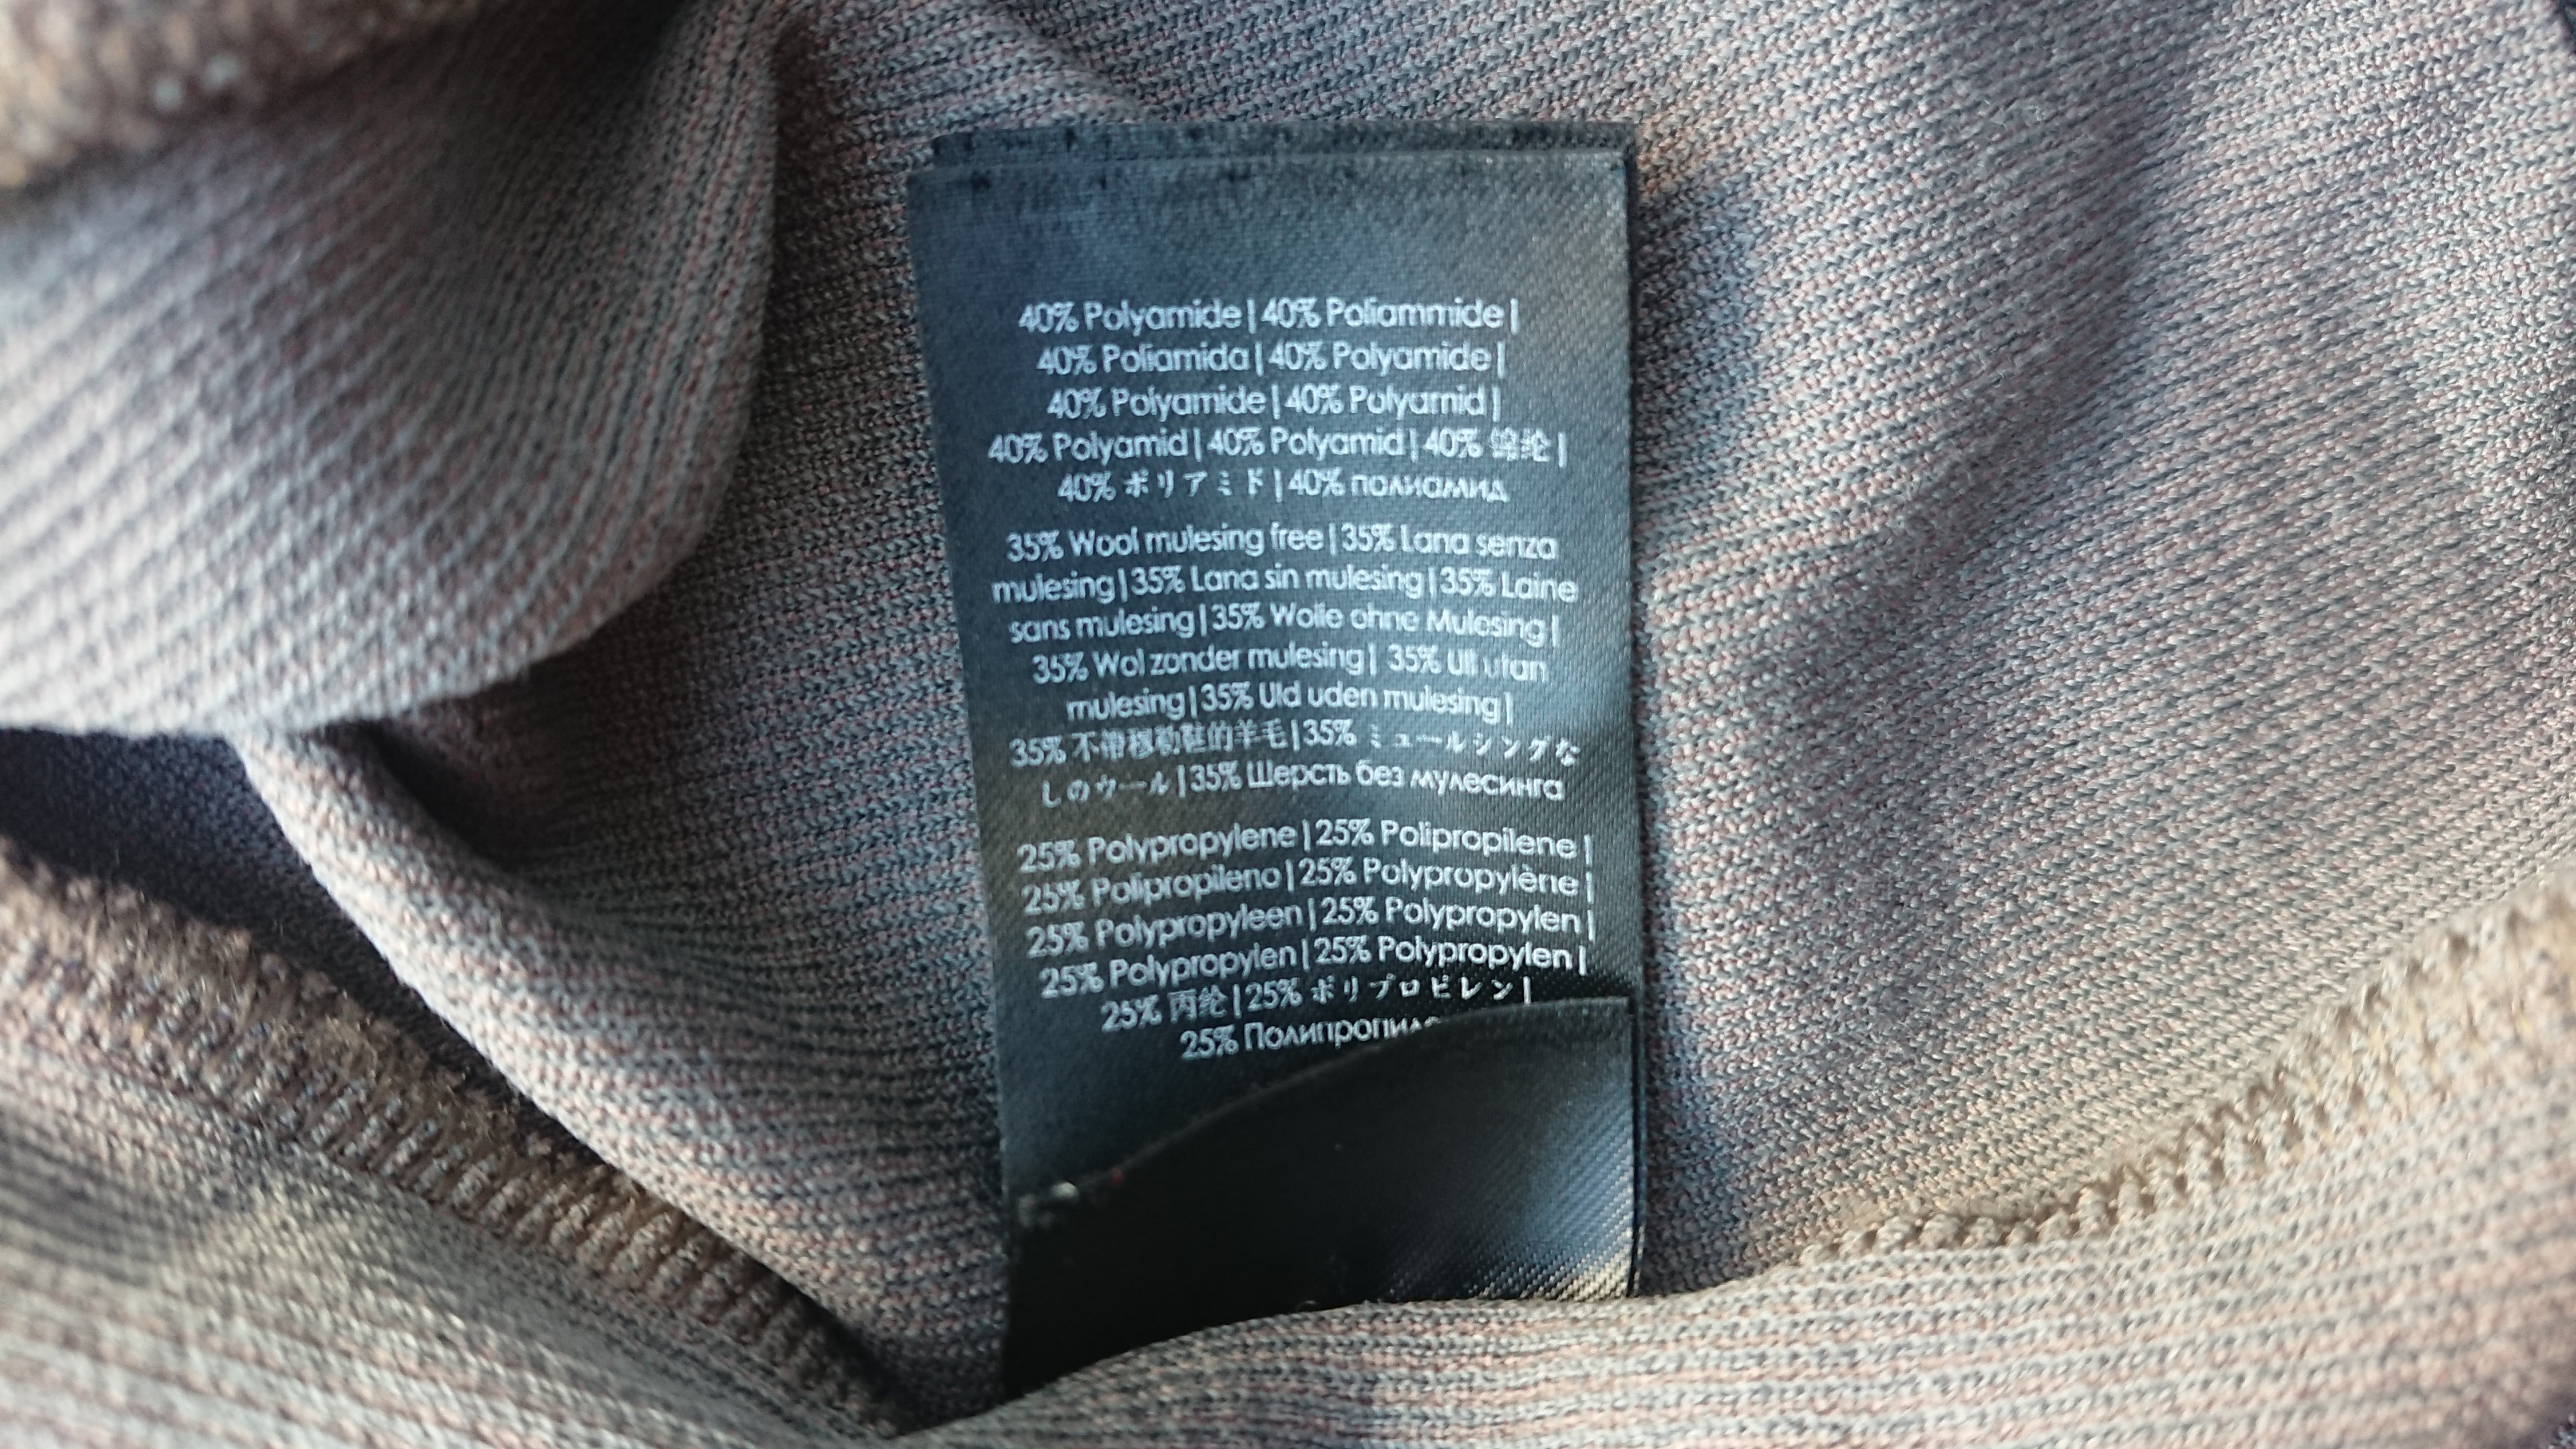 40% Polyamide | 40% Poliammide |
40% Poliamida | 40% Polyamide |
40% Polyamide | 40% Polyamid |
40% Polyamid | 40% Polyamid | 40% 锦纶 |
40% ポリアミド | 40% полиамид
35% Wool mulesing free | 35% Lana senza
mulesing | 35% Lana sin mulesing | 35% Laine
sans mulesing | 35% Wolle ohne Mulesing |
35% Wol zonder mulesing | 35% Ull utan
mulesing | 35% Uld uden mulesing |
35% 不带穆勒鞋的羊毛 | 35% ミュールシングな
しのウール | 35% Шерсть без мулесинга
25% Polypropylene | 25% Polipropilene |
25% Polipropileno | 25% Polypropylène |
25% Polypropyleen | 25% Polypropylen |
25% Polypropylen | 25% Polypropylen |
25% 丙纶 | 25% ポリプロピレン |
25%